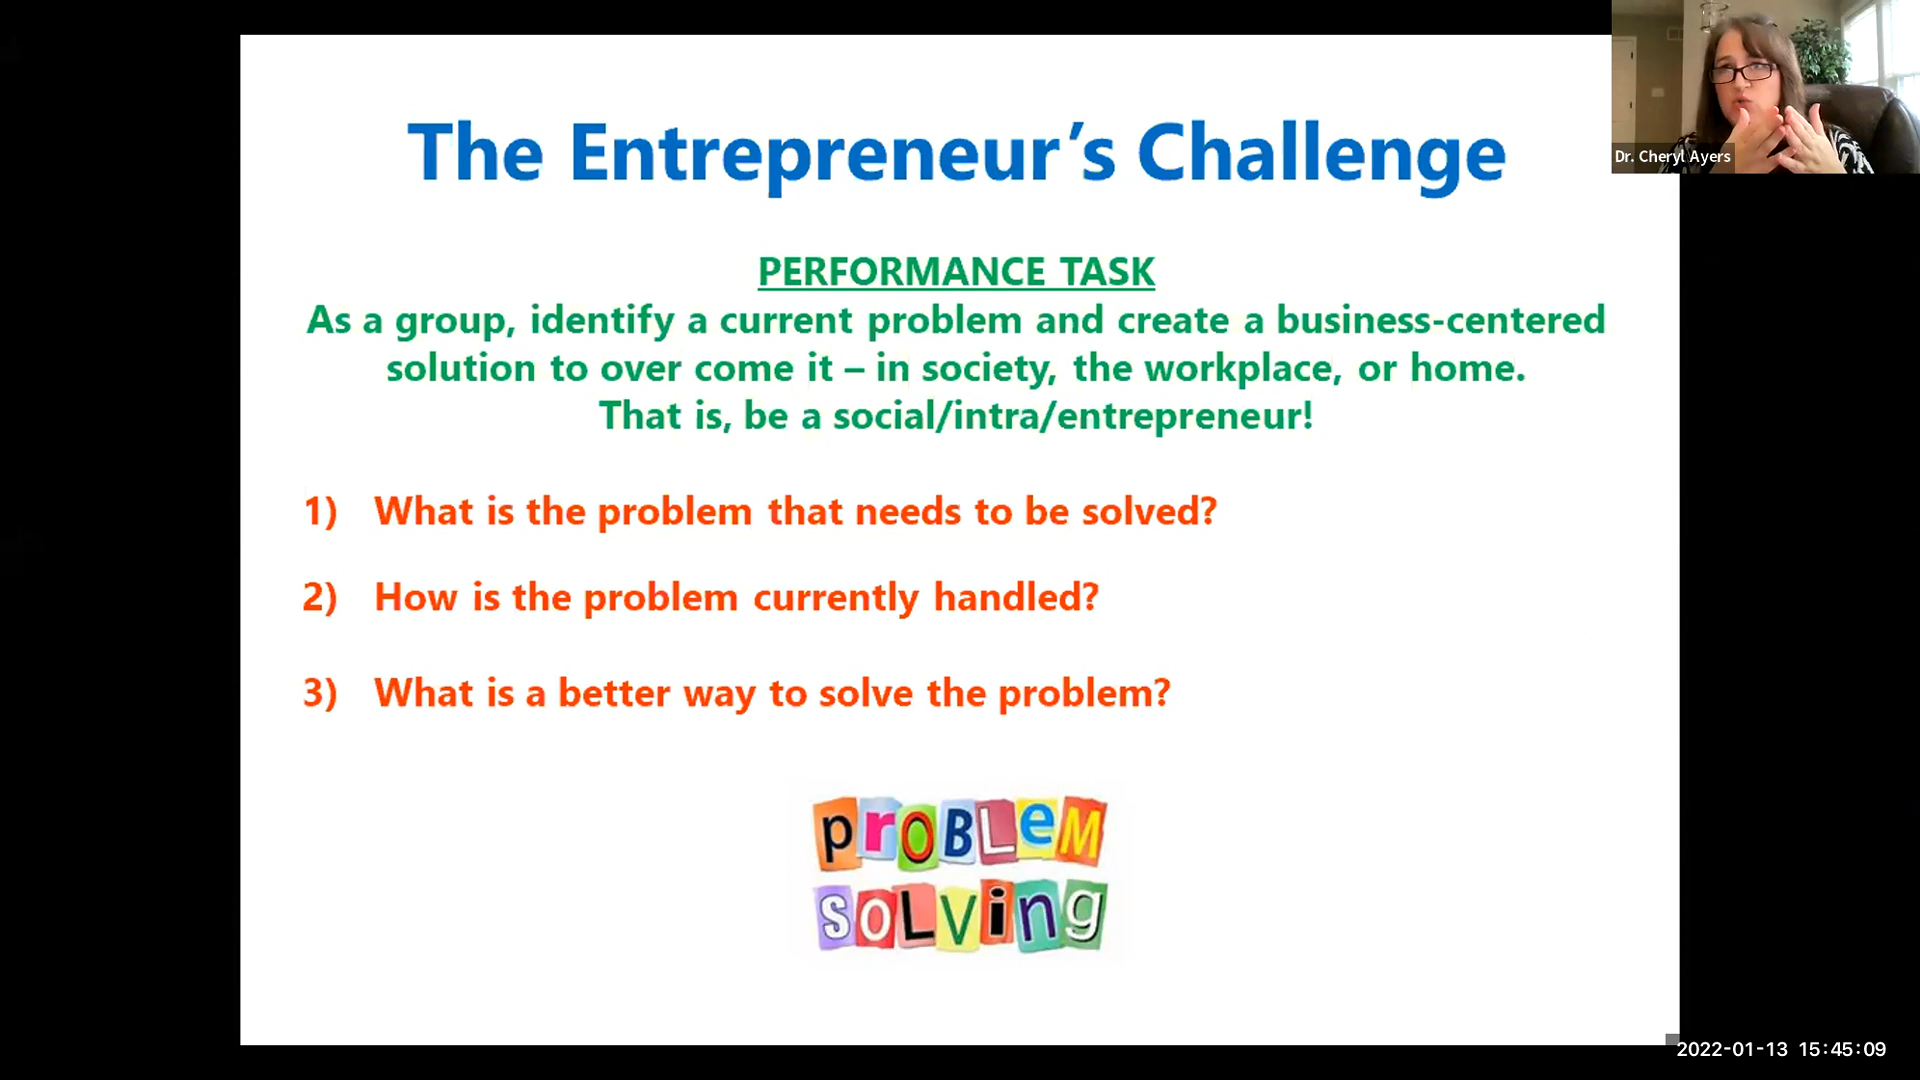 The Entrepreneur’s Challenge
Dr. Cheryl Ayers
PERFORMANCE TASK
As a group, identify a current problem and create a business-centered
solution to over come it – in society, the workplace, or home.
That is, be a social/intra/entrepreneur!
1) What is the problem that needs to be solved?
2) How is the problem currently handled?
3) What is a better way to solve the problem?
prOBLeM
SOLVing
2022-01-13 15:45:09